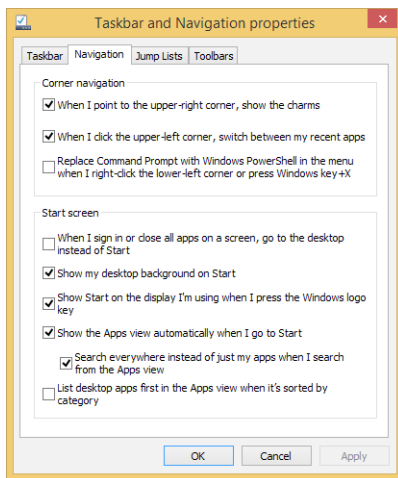 Taskbar and Navigation properties
Taskbar Navigation Jump Lists Toolbars
Corner navigation
When I point to the upper-right corner, show the charms
When I click the upper-left corner, switch between my recent apps
Replace Command Prompt with Windows PowerShell in the menu
when I right-click the lower-left corner or press Windows key+X
Start screen
When I sign in or close all apps on a screen, go to the desktop
instead of Start
Show my desktop background on Start
Show Start on the display I'm using when I press the Windows logo
key
Show the Apps view automatically when I go to Start
Search everywhere instead of just my apps when I search
from the Apps view
List desktop apps first in the Apps view when it's sorted by
category
OK Cancel Apply